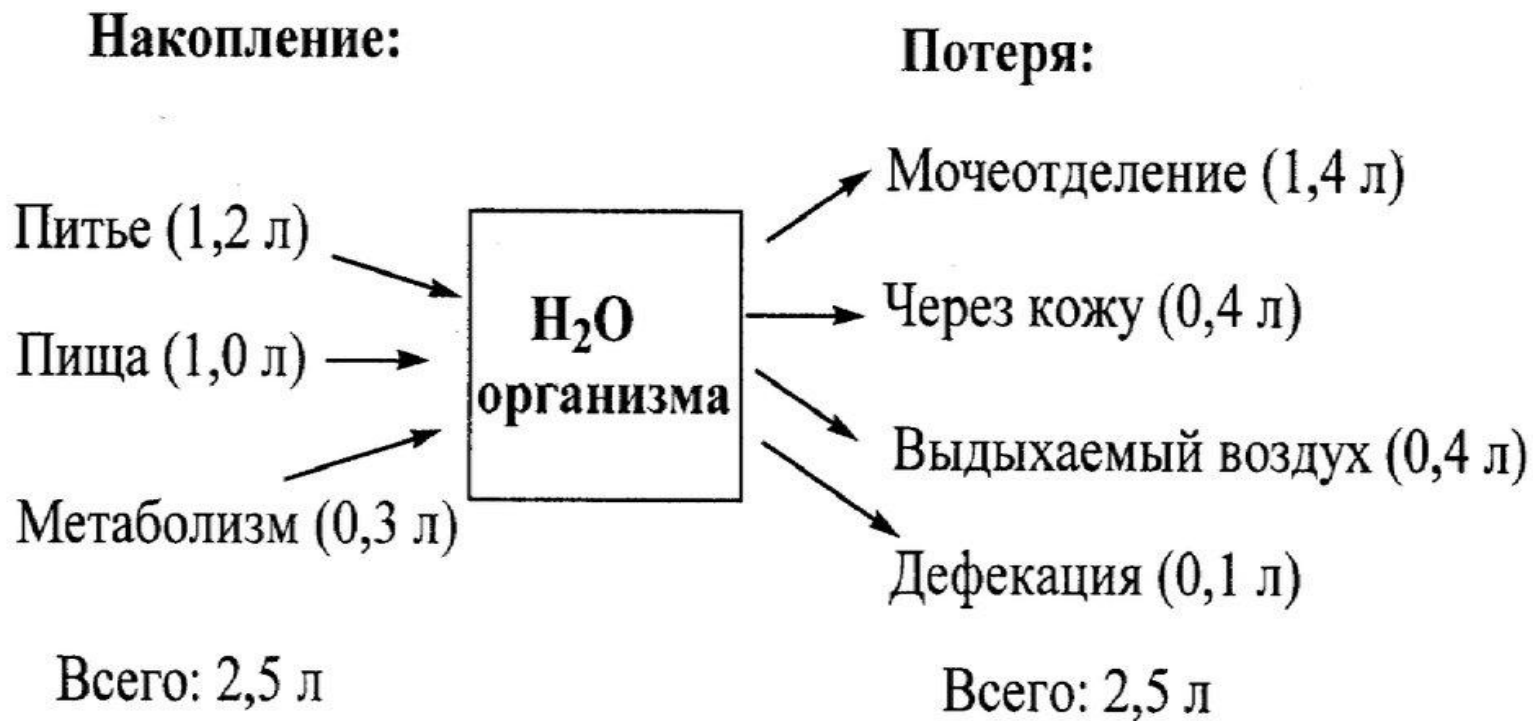 Накопление:
Питье (1,2 л)
Пища (1,0 л)
Метаболизм (0,3 л)
Всего: 2,5 л
H₂O
организма
Потеря:
Мочеотделение (1,4 л)
Через кожу (0,4 л)
Выдыхаемый воздух (0,4 л)
Дефекация (0,1 л)
Всего: 2,5 л